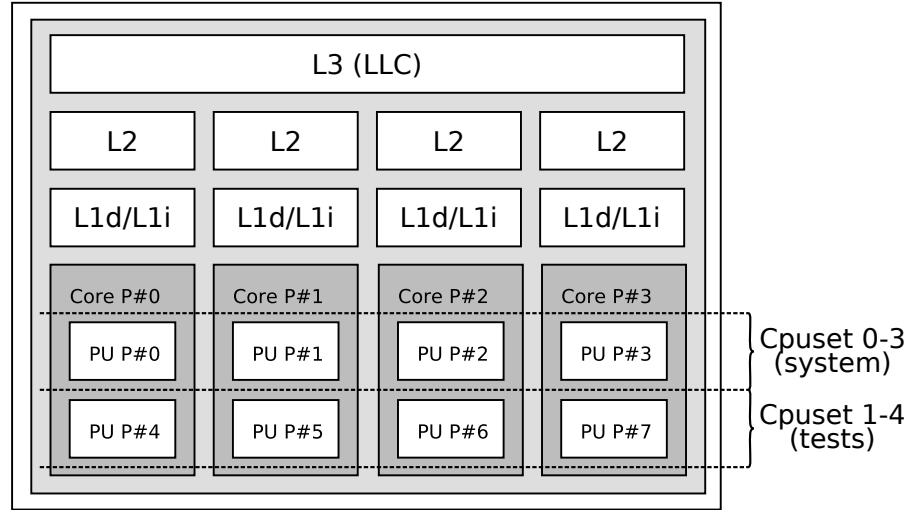 L3 (LLC)
L2 L2 L2 L2
L1d/L1i L1d/L1i L1d/L1i L1d/L1i
Core P#0 Core P#1 Core P#2 Core P#3
PU P#0 PU P#1 PU P#2 PU P#3
Cpuset 0-3
(system)
PU P#4 PU P#5 PU P#6 PU P#7
Cpuset 1-4
(tests)